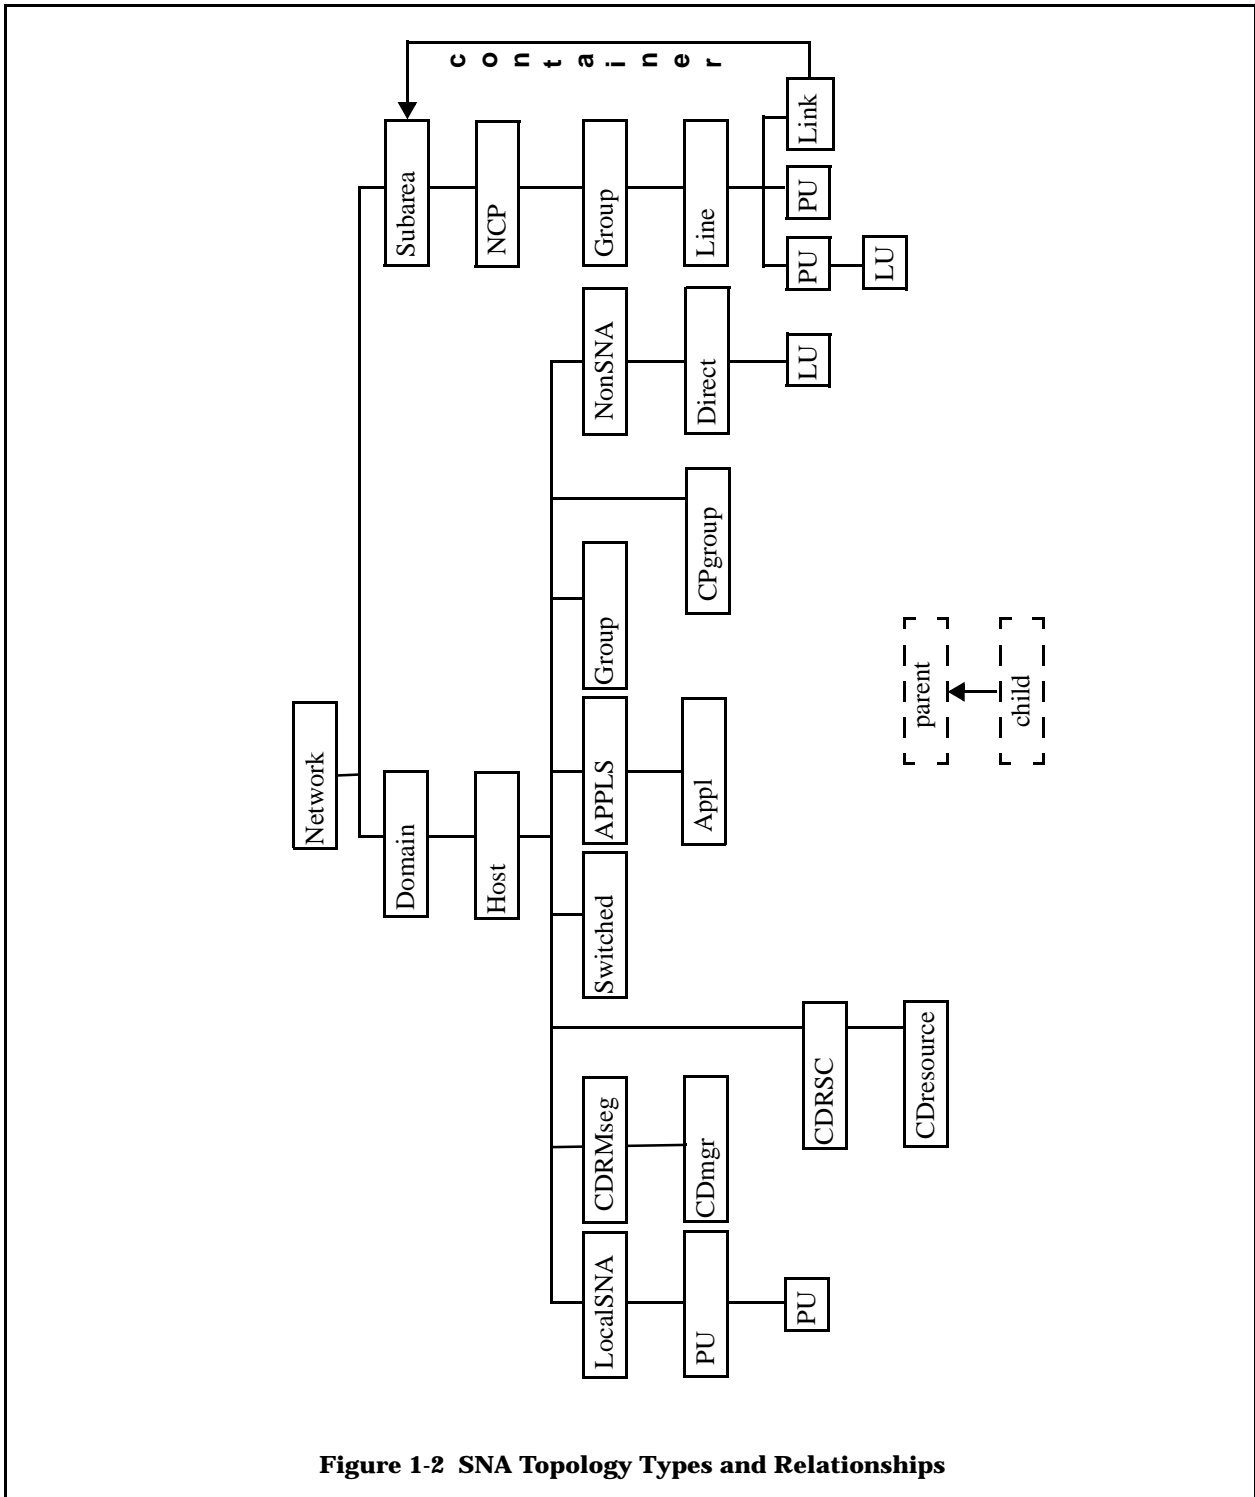 container
Link
Subarea
NCP
Group
Line
PU
PU
LU
NonSNA
Direct
LU
CPgroup
Group
Network
Domain
Host
APPLS
Appl
Switched
parent
child
CDRSC
CDresource
CDRMseg
CDmgr
LocalSNA
PU
PU
Figure 1-2 SNA Topology Types and Relationships